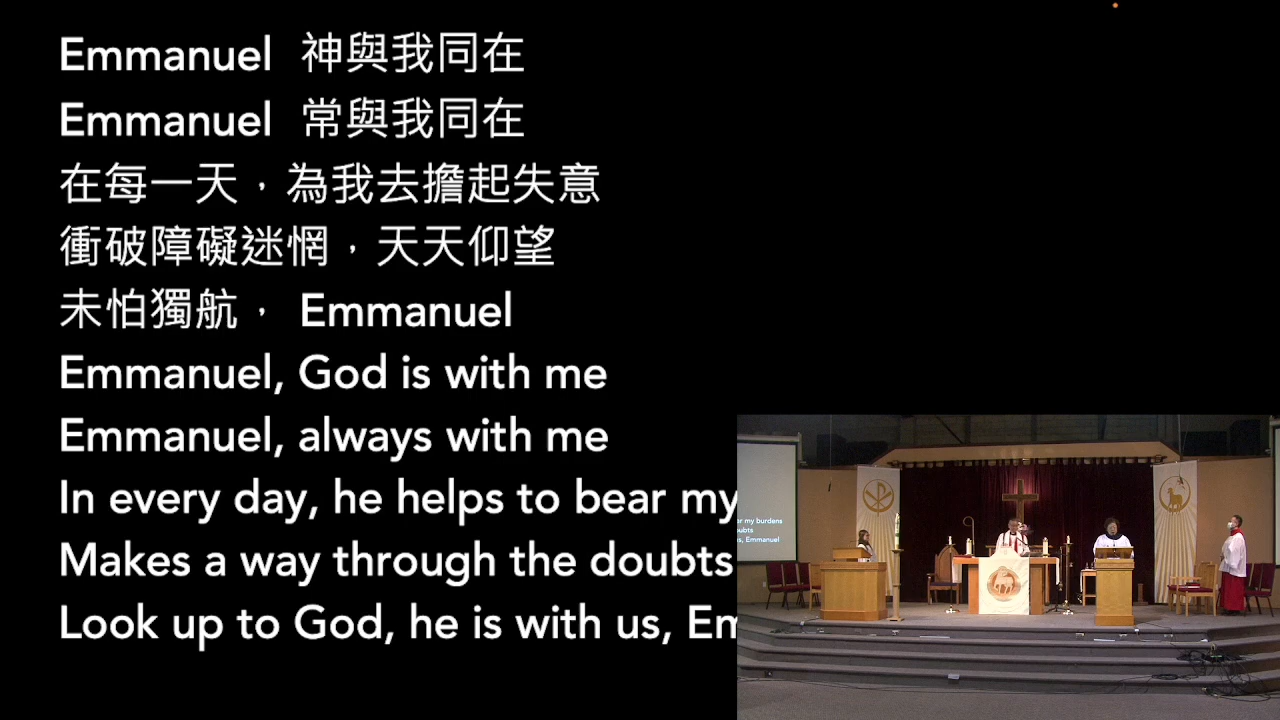 Emmanuel 神與我同在
Emmanuel 常與我同在
在每一天，為我去擔起失意
衝破障礙迷惘，天天仰望
未怕獨航， Emmanuel
Emmanuel, God is with me
Emmanuel, always with me
In every day, he helps to bear my
Makes a way through the doubts
Look up to God, he is with us, Em
my burdens
Emmanuel